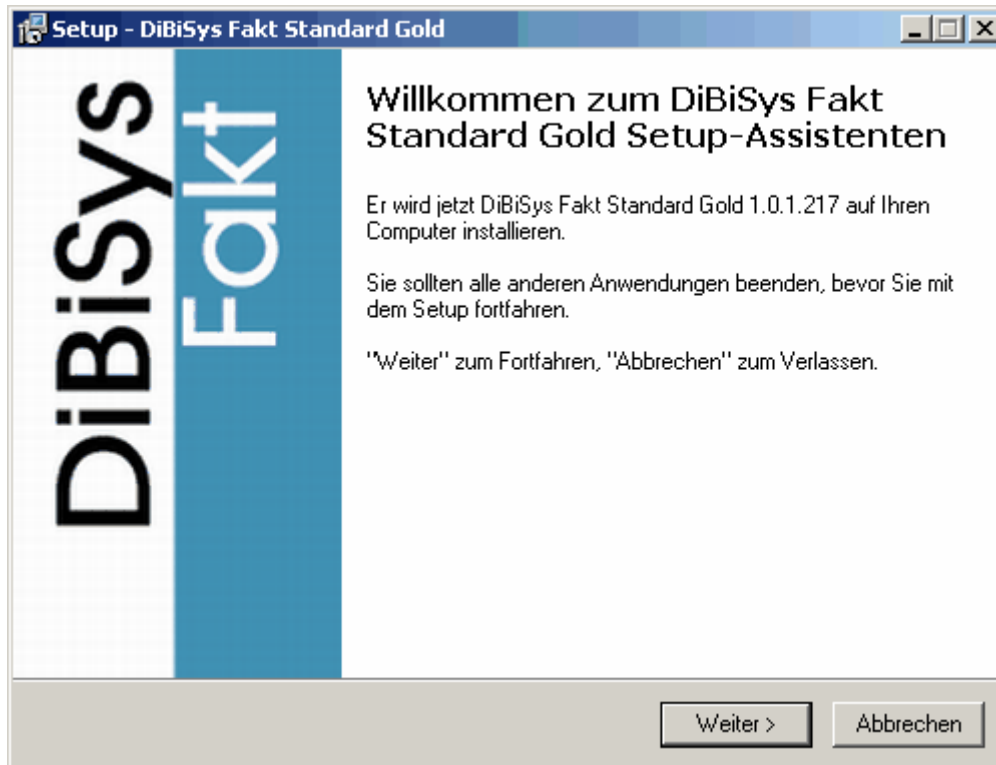 Setup - DiBiSys Fakt Standard Gold
DiBiSys
Fakt
Willkommen zum DiBiSys Fakt
Standard Gold Setup-Assistenten
Er wird jetzt DiBiSys Fakt Standard Gold 1.0.1.217 auf Ihren
Computer installieren.
Sie sollten alle anderen Anwendungen beenden, bevor Sie mit
dem Setup fortfahren.
"Weiter" zum Fortfahren, "Abbrechen" zum Verlassen.
Weiter >
Abbrechen